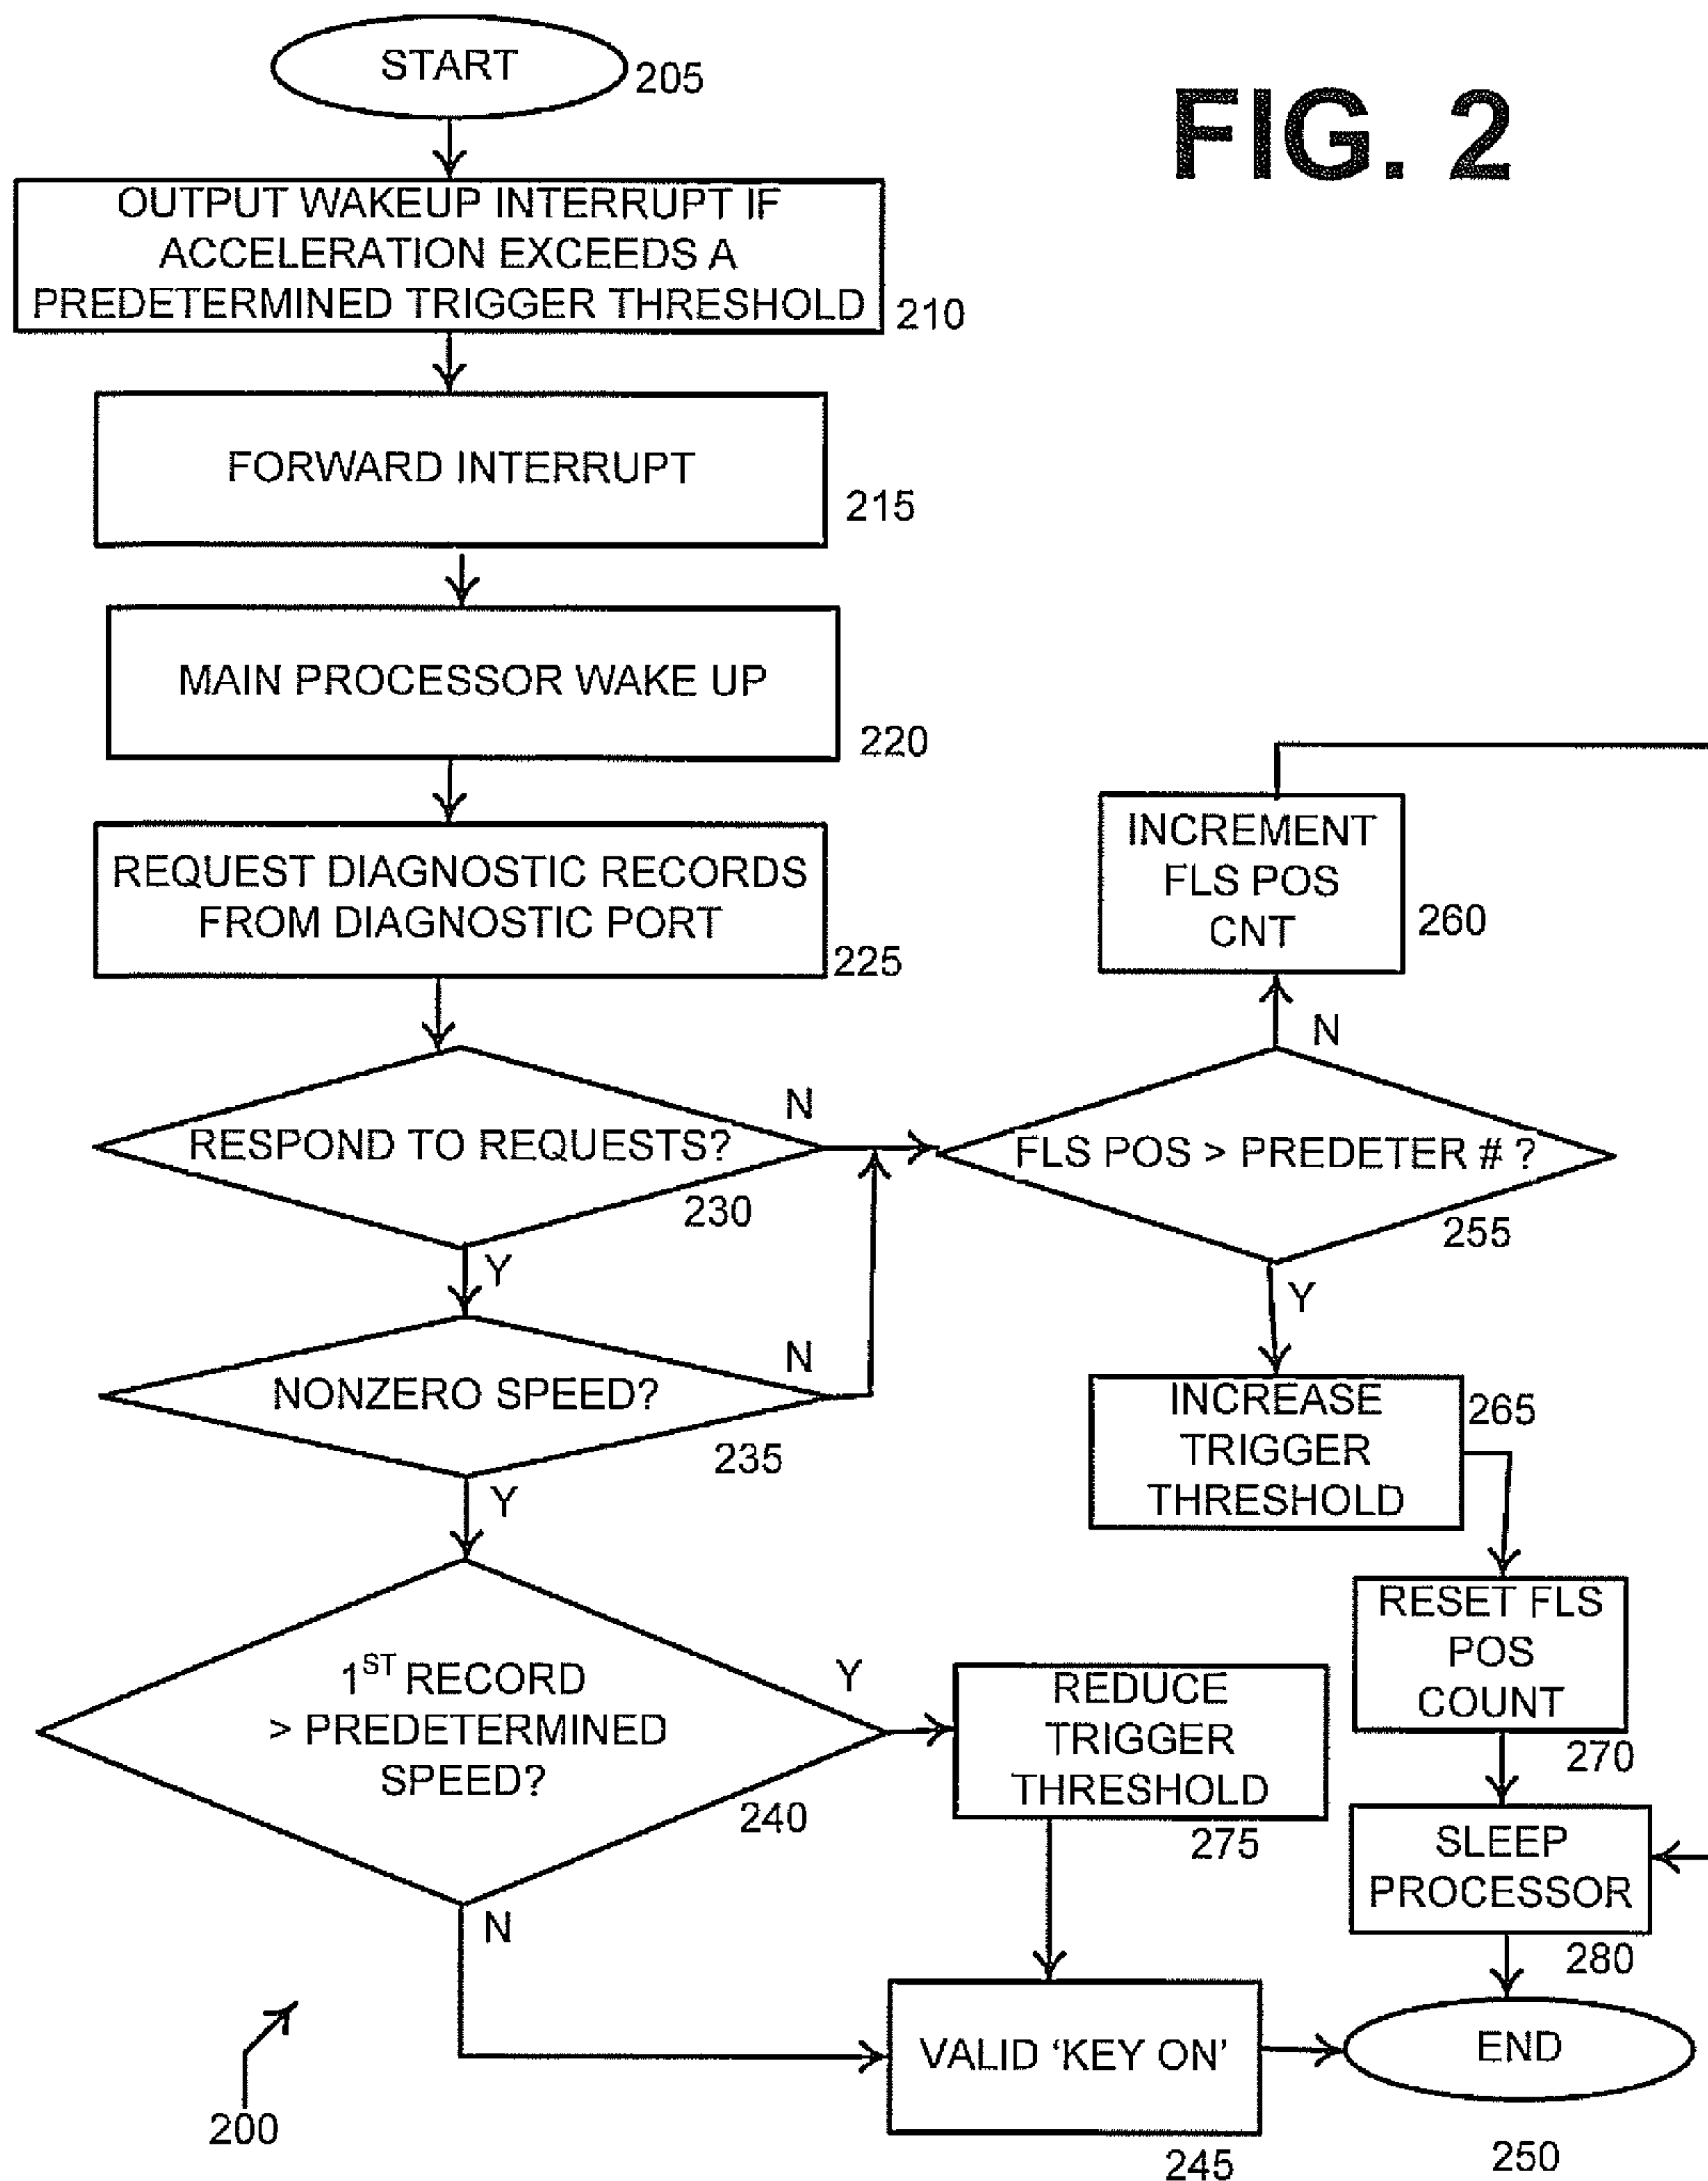 START
205
FIG. 2
OUTPUT WAKEUP INTERRUPT IF
ACCELERATION EXCEEDS A
PREDETERMINED TRIGGER THRESHOLD
210
FORWARD INTERRUPT
215
MAIN PROCESSOR WAKE UP
220
REQUEST DIAGNOSTIC RECORDS
FROM DIAGNOSTIC PORT
225
INCREMENT
FLS POS
CNT
260
N
RESPOND TO REQUESTS?
N
230
Y
FLS POS > PREDETER # ?
255
Y
NONZERO SPEED?
N
235
Y
INCREASE
TRIGGER
THRESHOLD
265
1ST RECORD
> PREDETERMINED
SPEED?
Y
240
N
REDUCE
TRIGGER
THRESHOLD
275
RESET FLS
POS
COUNT
270
SLEEP
PROCESSOR
280
VALID ‘KEY ON’
245
END
250
200